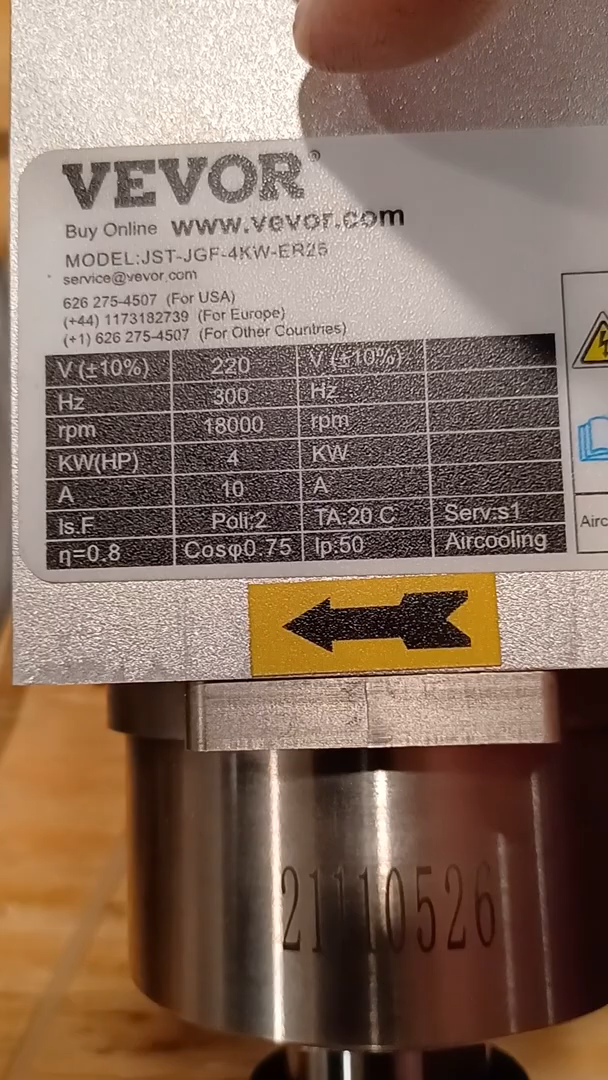 VEVOR®
Buy Online www.vevor.com
MODEL:JST-JGF-4KW-ER25
service@vevor.com
626 275-4507 (For USA)
(+44) 1173182739 (For Europe)
(+1) 626 275-4507 (For Other Countries)
V (±10%) 220 V (±10%)
Hz 300 Hz
rpm 18000 rpm
KW(HP) 4 KW
A 10 A
Is.F Poli:2 TA:20 C Serv:s1
η=0.8 Cosφ0.75 Ip:50 Aircooling
Airc
21110526